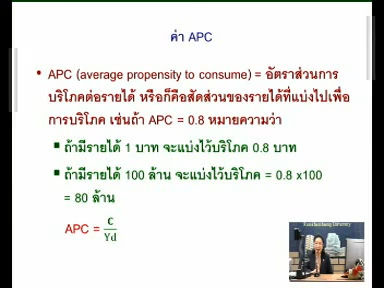 ค่า APC
• APC (average propensity to consume) = อัตราส่วนการ
บริโภคต่อรายได้ หรือก็คือสัดส่วนของรายได้ที่แบ่งไปเพื่อ
การบริโภค เช่นถ้า APC = 0.8 หมายความว่า
▪ ถ้ามีรายได้ 1 บาท จะแบ่งไว้บริโภค 0.8 บาท
▪ ถ้ามีรายได้ 100 ล้าน จะแบ่งไว้บริโภค = 0.8 x100
= 80 ล้าน
APC = C/Yd